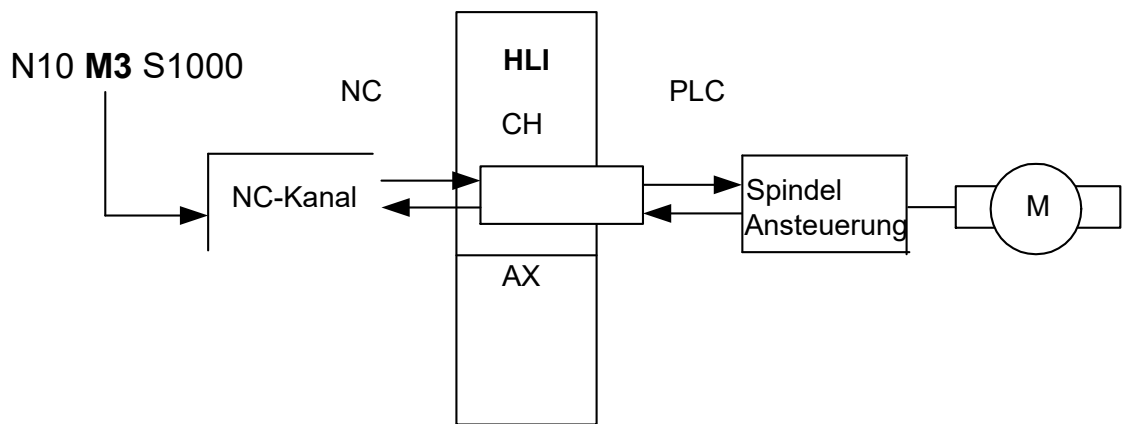 HLI
N10 M3 S1000
NC
PLC
CH
NC-Kanal
Spindel
Ansteuerung
M
AX